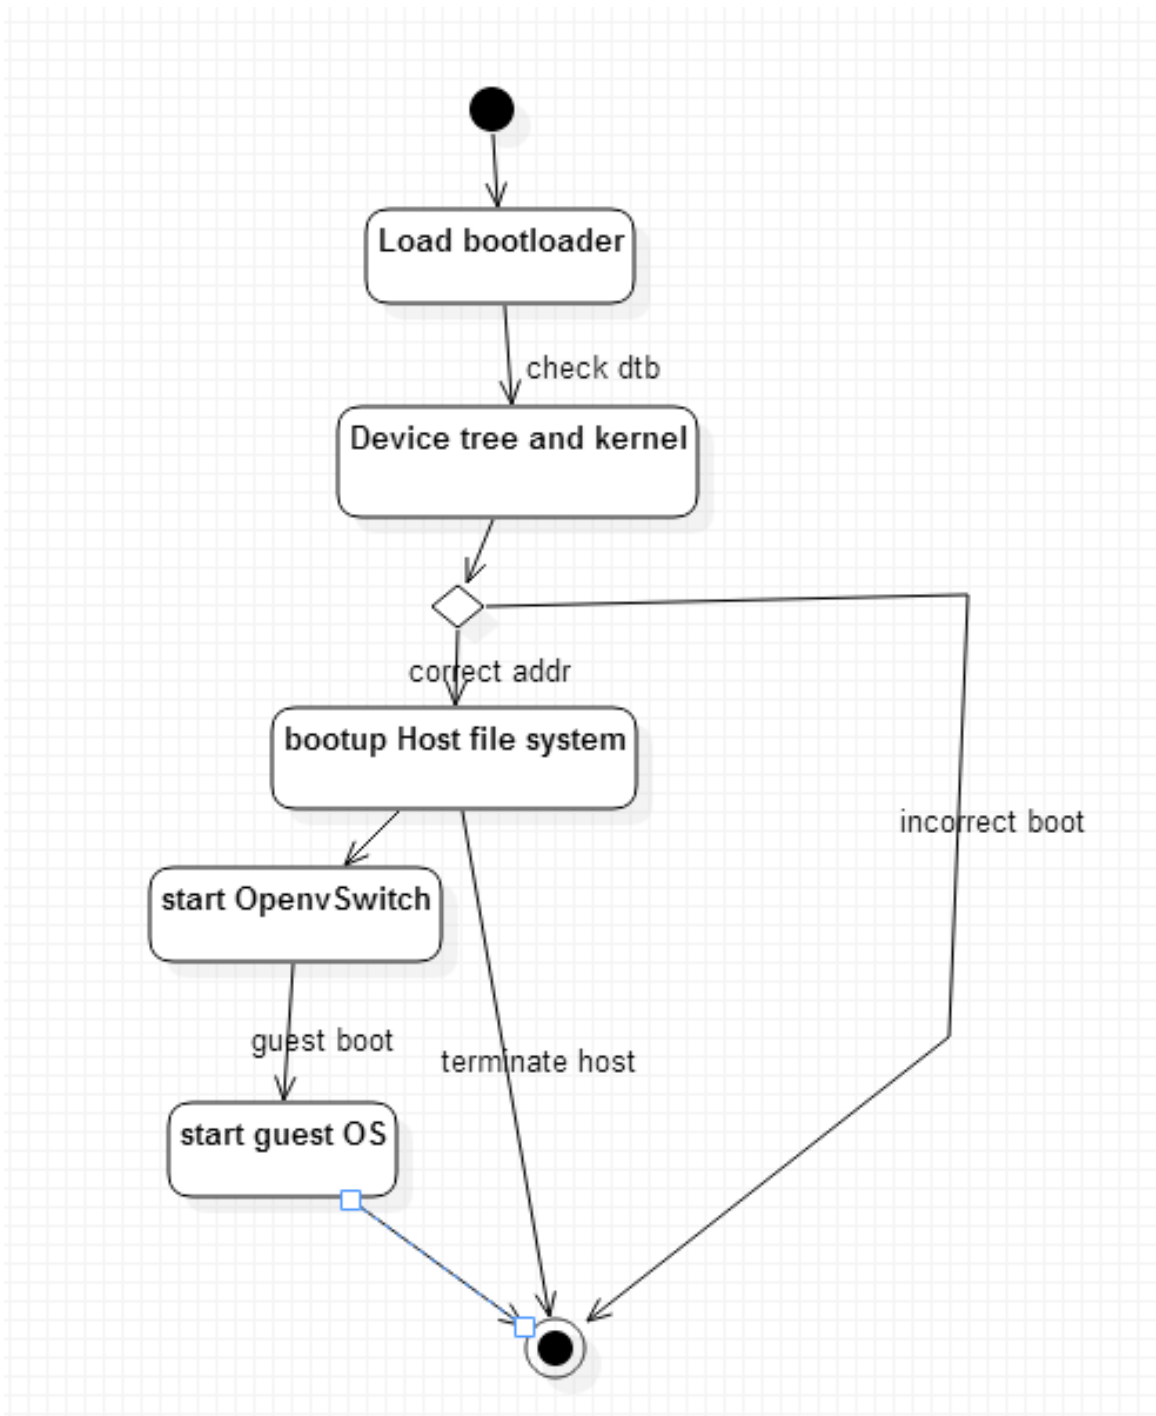 Load bootloader
check dtb
Device tree and kernel
correct addr
bootup Host file system
incorrect boot
start OpenvSwitch
guest boot
terminate host
start guest OS